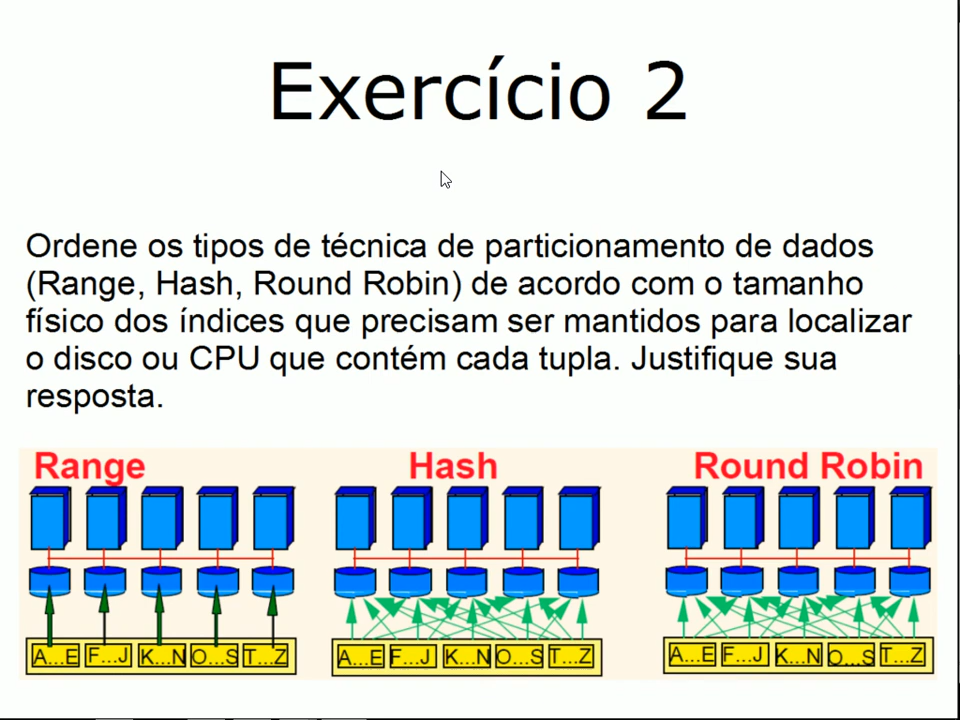 Exercício 2
Ordene os tipos de técnica de particionamento de dados
(Range, Hash, Round Robin) de acordo com o tamanho
físico dos índices que precisam ser mantidos para localizar
o disco ou CPU que contém cada tupla. Justifique sua
resposta.
Range Hash Round Robin
A...E F...J K...N O...S T...Z A...E F...J K...N O...S T...Z A...E F...J K...N O...S T...Z